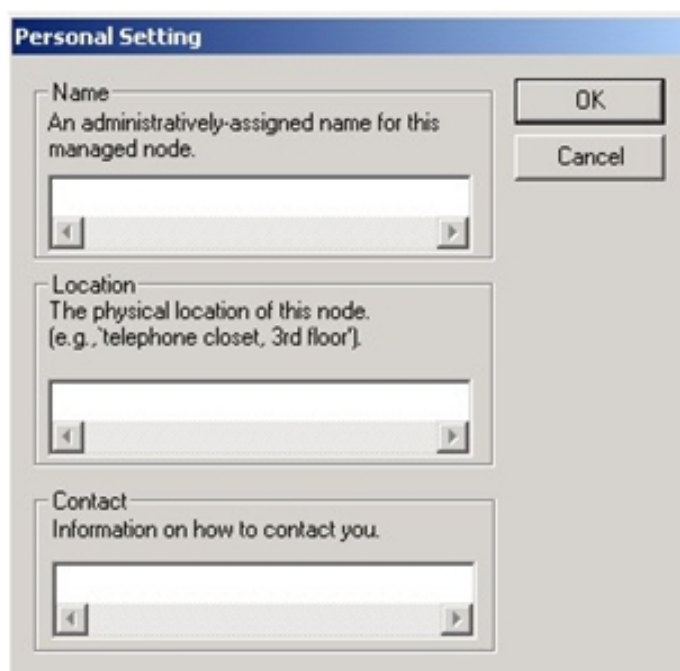 Personal Setting
Name
An administratively-assigned name for this
managed node.
OK
Cancel
Location
The physical location of this node.
(e.g.,`telephone closet, 3rd floor').
Contact
Information on how to contact you.